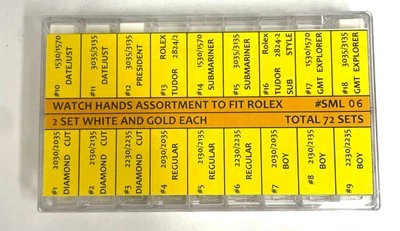 #10 1530/1570
DATEJUST
#11 3035/3135
DATEJUST
#12 3035/3135
PRESIDENT
#13 ROLEX
TUDOR 2824/2
#14 1530/1570
SUBMARINER
#15 3035/3135
SUBMARINER
#16 Rolex
TUDOR 2824-2
SUB STYLE
#17 1530/1570
GMT EXPLORER
#18 3035/3135
GMT EXPLORER
WATCH HANDS ASSORTMENT TO FIT ROLEX #SML 06
2 SET WHITE AND GOLD EACH TOTAL 72 SETS
#1 2030/2035
DIAMOND CUT
#2 2130/2135
DIAMOND CUT
#3 2230/2235
DIAMOND CUT
#4 2030/2035
REGULAR
#5 2130/2135
REGULAR
#6 2230/2235
REGULAR
#7 2030/2035
BOY
#8 2130/2135
BOY
#9 2230/2235
BOY